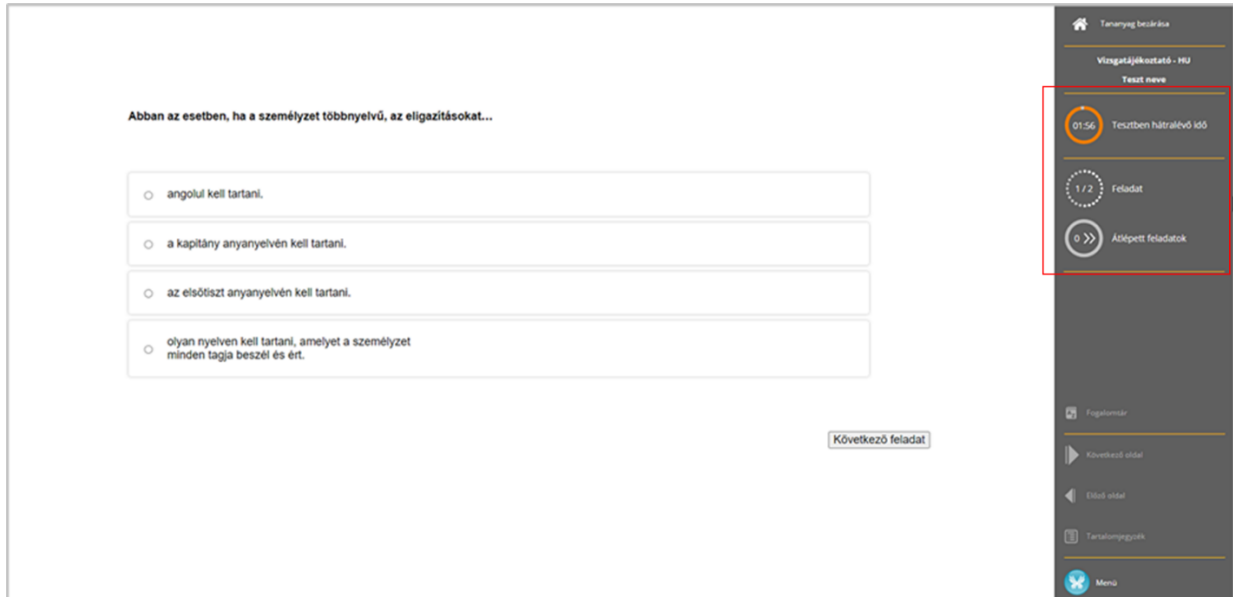 Abban az esetben, ha a személyzet többnyelvű, az eligazításokat...
angolul kell tartani.
a kapitány anyanyelvén kell tartani.
az elsőtiszt anyanyelvén kell tartani.
olyan nyelven kell tartani, amelyet a személyzet
minden tagja beszél és ért.
Következő feladat
Tananyag bezárása
Vizsgatájékoztató - HU
Teszt neve
01:56 Tesztben hátralévő idő
1 / 2 Feladat
0 Átlépett feladatok
Fogalomtár
Következő oldal
Előző oldal
Tartalomjegyzék
Menü